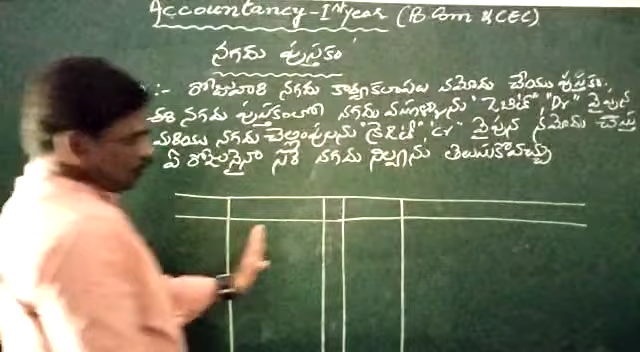 Accountancy - Ist year (B.Com & CEC)
నగదు పుస్తకం
:- రోజువారి నగదు కార్యకలాపాలు నమోదు చేయు పుస్తకం.
ఈ నగదు పుస్తకంలో నగదు వసూళ్ళను "డెబిట్", "Dr" వైపున
మరియు నగదు చెల్లింపులను "క్రెడిట్" "Cr" వైపున నమోదు చేస్తా
ఏ రోజునైనా సరే నగదు నిల్వను తెలుసుకోవచ్చు